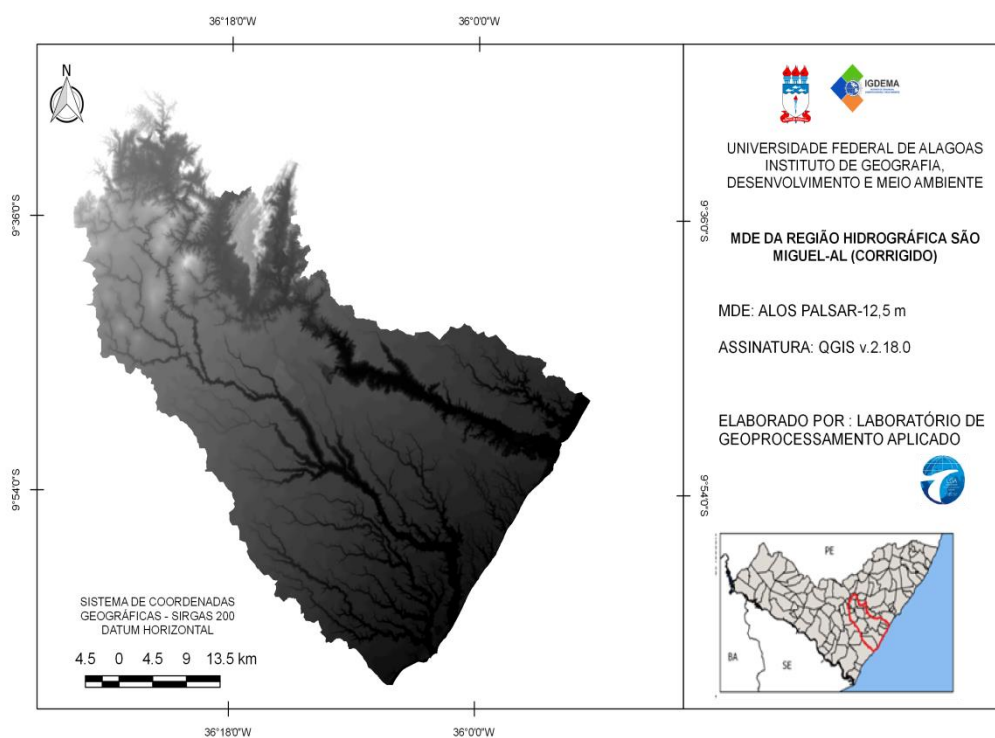 36°18'0"W
36°0'0"W
N
9°36'0"S
9°54'0"S
9°36'0"S
9°54'0"S
SISTEMA DE COORDENADAS
GEOGRÁFICAS - SIRGAS 200
DATUM HORIZONTAL
4.5 0 4.5 9 13.5 km
36°18'0"W
36°0'0"W
IGDEMA
UNIVERSIDADE FEDERAL DE ALAGOAS
INSTITUTO DE GEOGRAFIA,
DESENVOLVIMENTO E MEIO AMBIENTE
MDE DA REGIÃO HIDROGRÁFICA SÃO
MIGUEL-AL (CORRIGIDO)
MDE: ALOS PALSAR-12,5 m
ASSINATURA: QGIS v.2.18.0
ELABORADO POR : LABORATÓRIO DE
GEOPROCESSAMENTO APLICADO
PE
BA
SE